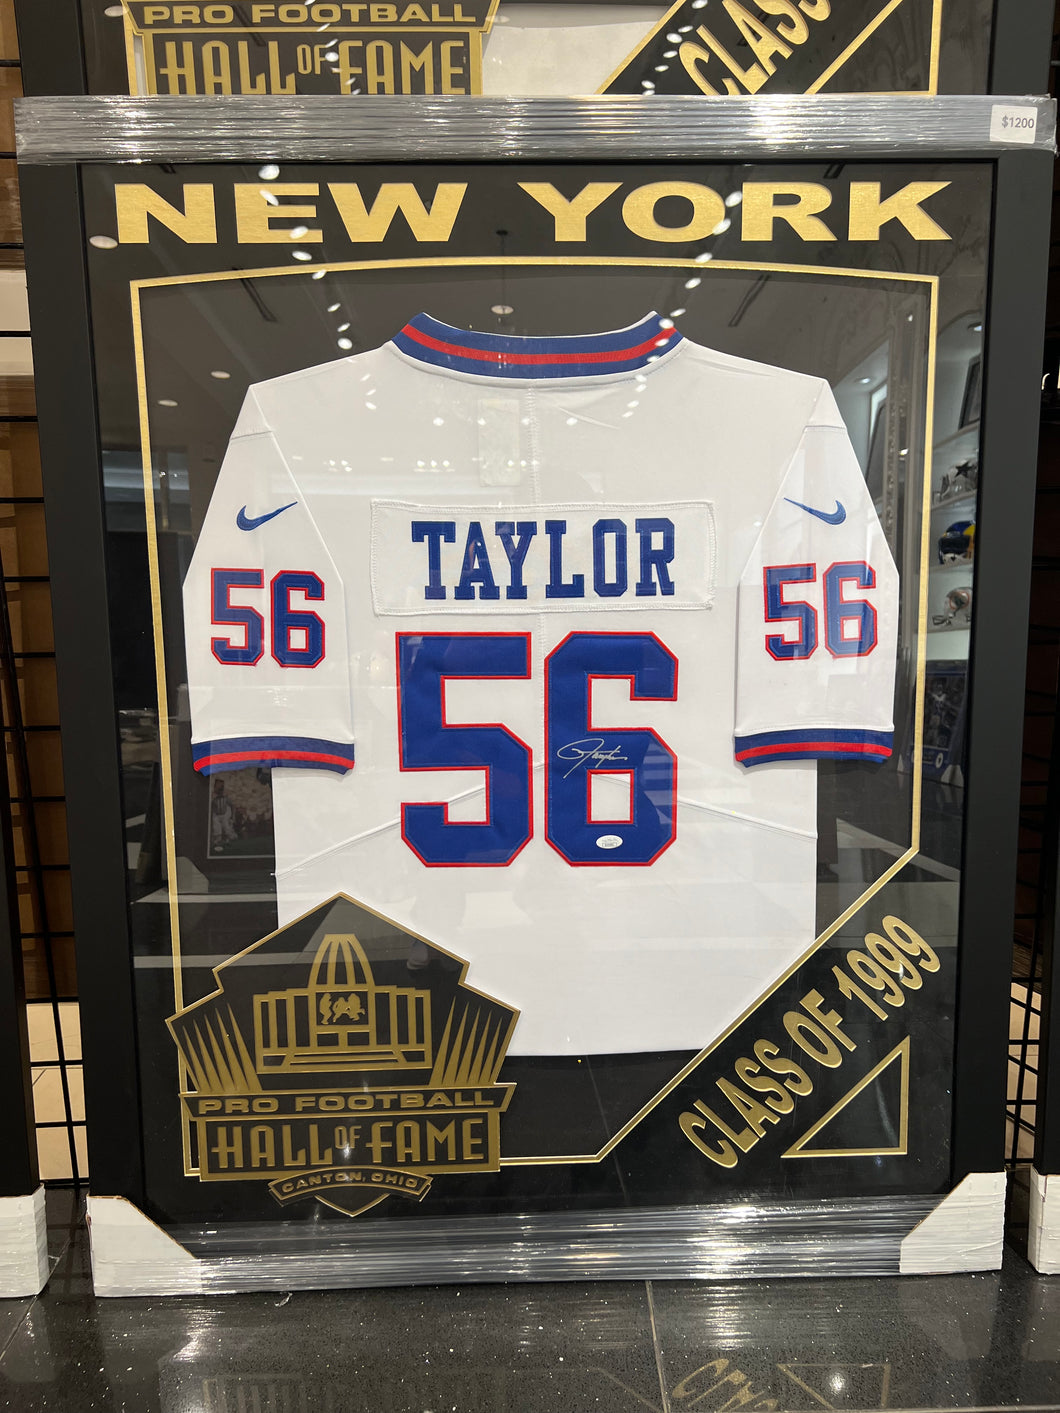 PRO FOOTBALL
HALL OF FAME
CLASS
$1200
NEW YORK
TAYLOR
56
56
56
CLASS OF 1999
PRO FOOTBALL
HALL OF FAME
CANTON, OHIO